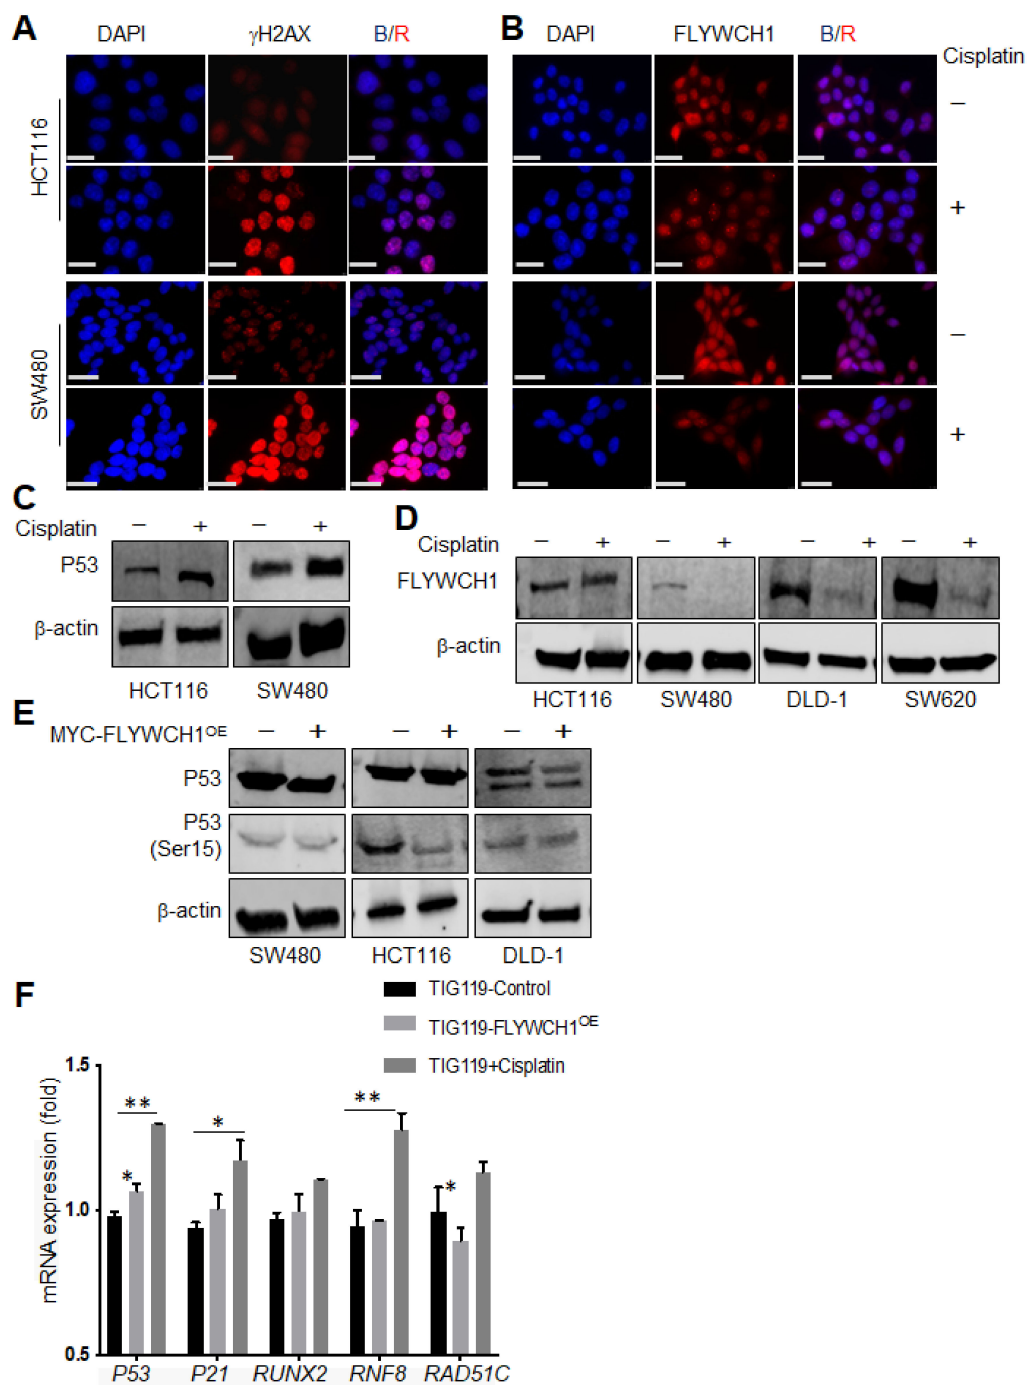 A
DAPI
γH2AX
B/R
HCT116
SW480
B
DAPI
FLYWCH1
B/R
Cisplatin
–
+
–
+
C
Cisplatin
– +
– +
P53
β-actin
HCT116
SW480
D
Cisplatin
– +
– +
– +
– +
FLYWCH1
β-actin
HCT116
SW480
DLD-1
SW620
E
MYC-FLYWCH1OE
– +
– +
– +
P53
P53
(Ser15)
β-actin
SW480
HCT116
DLD-1
F
TIG119-Control
TIG119-FLYWCH1OE
TIG119+Cisplatin
mRNA expression (fold)
1.5
1.0
0.5
**
*
*
**
*
P53
P21
RUNX2
RNF8
RAD51C